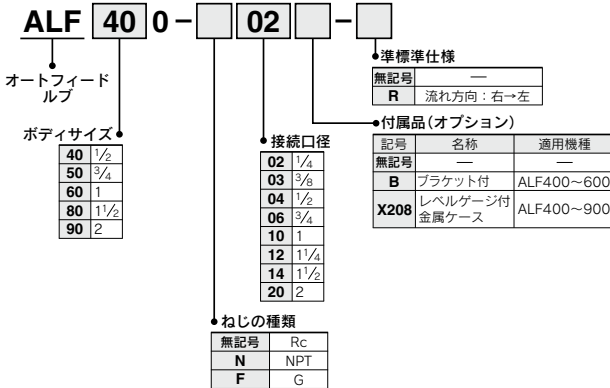 ALF 40 0 - 02 -
オートフィード
ルブ
準標準仕様
無記号 —
R 流れ方向：右→左
付属品(オプション)
記号 名称 適用機種
無記号 — —
B ブラケット付 ALF400～600
X208 レベルゲージ付 金属ケース ALF400～900
ボディサイズ
40 1/2
50 3/4
60 1
80 1 1/2
90 2
接続口径
02 1/4
03 3/8
04 1/2
06 3/4
10 1
12 1 1/4
14 1 1/2
20 2
ねじの種類
無記号 Rc
N NPT
F G